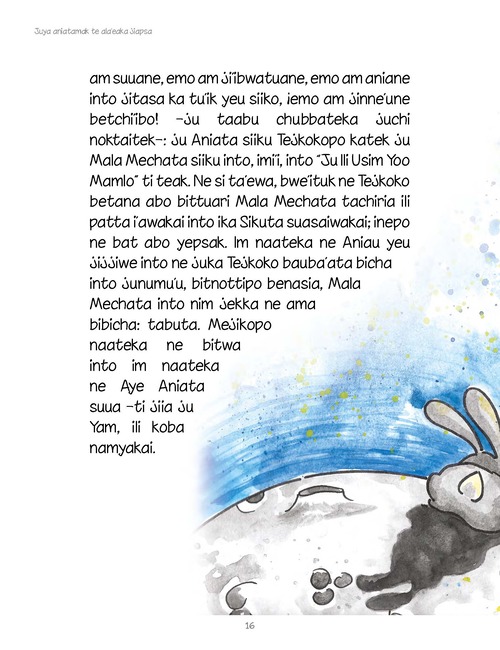 Juya aniatamak te ala'eaka jiapsa
am suuane, emo am jiibwatuane, emo am aniane
into jitasa ka tu'ik yeu siiko, ¡emo am jinne'une
betchiibo! –ju taabu chubbateka juchi
noktaitek–: ju Aniata siiku Tejkokopo katek ju
Mala Mechata siiku into, imi'i, into "Ju Ili Usim Yoo
Mamlo" ti teak. Ne si ta'ewa, bwe'ituk ne Tejkoko
betana abo bittuari Mala Mechata tachiria ili
patta i'awakai into ika Sikuta suasaiwakai; inepo
ne bat abo yepsak. Im naateka ne Aniau yeu
jijjiwe into ne juka Tejkoko bauba'ata bicha
into junumu'u, bitnottipo benasia, Mala
Mechata into nim jekka ne ama
bibicha: tabuta. Mejikopo
naateka ne bitwa
into im naateka
ne Aye Aniata
suua –ti jiia ju
Yam, ili koba
namyakai.
16